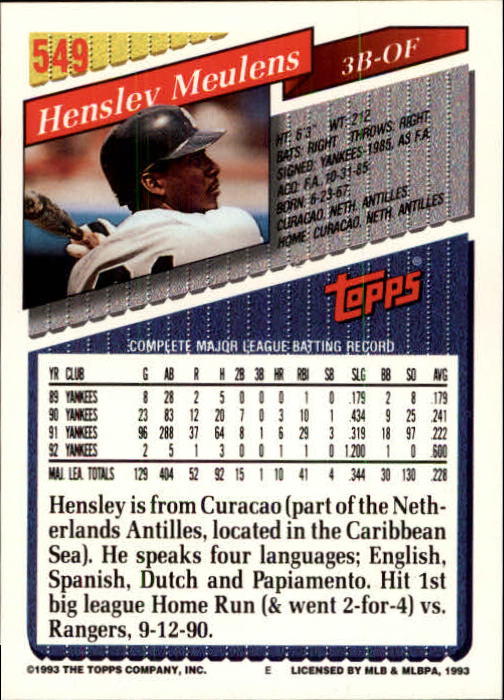 549
Hensley Meulens
3B-OF
HT: 6'3" WT: 212
BATS: RIGHT THROWS: RIGHT
SIGNED: YANKEES 1985, AS F.A.
ACQ: F.A., 10-31-85
BORN: 6-23-67,
CURACAO, NETH. ANTILLES
HOME: CURACAO, NETH. ANTILLES
TOPPS®
COMPLETE MAJOR LEAGUE BATTING RECORD
YR CLUB G AB R H 2B 3B HR RBI SB SLG BB SO AVG
89 YANKEES 8 28 2 5 0 0 0 1 0 .179 2 8 .179
90 YANKEES 23 83 12 20 7 0 3 10 1 .434 9 25 .241
91 YANKEES 96 288 37 64 8 1 6 29 3 .319 18 97 .222
92 YANKEES 2 5 1 3 0 0 1 1 0 1.200 1 0 .600
MAJ. LEA. TOTALS 129 404 52 92 15 1 10 41 4 .344 30 130 .228
Hensley is from Curacao (part of the Neth-
erlands Antilles, located in the Caribbean
Sea). He speaks four languages; English,
Spanish, Dutch and Papiamento. Hit 1st
big league Home Run (& went 2-for-4) vs.
Rangers, 9-12-90.
©1993 THE TOPPS COMPANY, INC. E LICENSED BY MLB & MLBPA, 1993